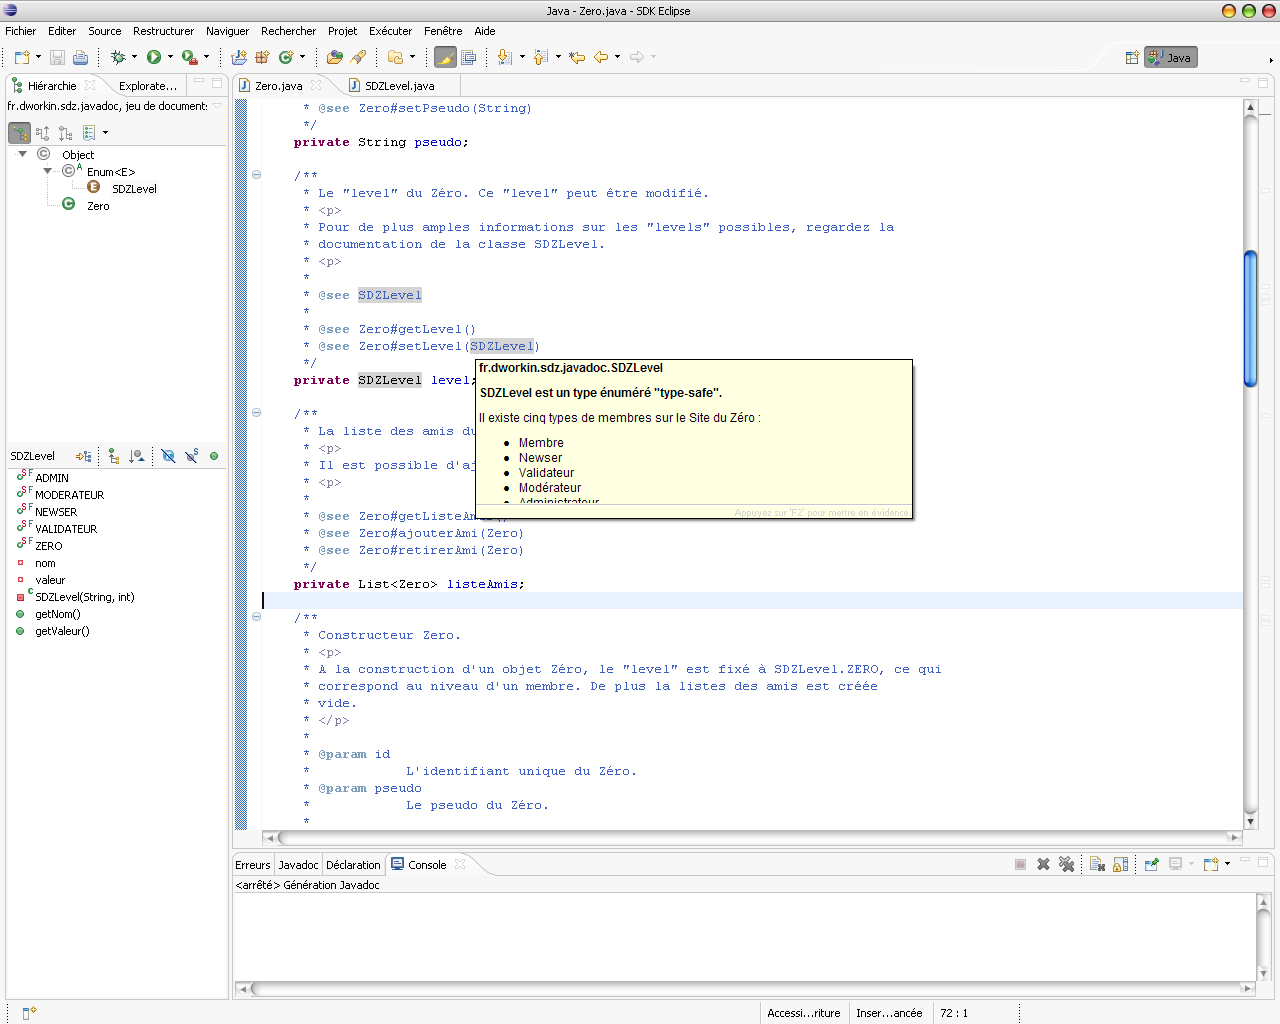 Java - Zero.java - SDK Eclipse
Fichier Editer Source Restructurer Naviguer Rechercher Projet Exécuter Fenêtre Aide
Java
Hiérarchie Explorate...
fr.dworkin.sdz.javadoc, jeu de document:
Object
Enum<E>
SDZLevel
Zero
SDZLevel
ADMIN
MODERATEUR
NEWSER
VALIDATEUR
ZERO
nom
valeur
SDZLevel(String, int)
getNom()
getValeur()
Zero.java SDZLevel.java
* @see Zero#setPseudo(String)
*/
private String pseudo;
/**
* Le "level" du Zéro. Ce "level" peut être modifié.
* <p>
* Pour de plus amples informations sur les "levels" possibles, regardez la
* documentation de la classe SDZLevel.
* <p>
*
* @see SDZLevel
*
* @see Zero#getLevel()
* @see Zero#setLevel(SDZLevel)
*/
private SDZLevel level;
/**
* La liste des amis du
* <p>
* Il est possible d'aj
* <p>
*
* @see Zero#getListeAmis()
* @see Zero#ajouterAmi(Zero)
* @see Zero#retirerAmi(Zero)
*/
private List<Zero> listeAmis;
/**
* Constructeur Zero.
* <p>
* A la construction d'un objet Zéro, le "level" est fixé à SDZLevel.ZERO, ce qui
* correspond au niveau d'un membre. De plus la listes des amis est créée
* vide.
* </p>
*
* @param id
* L'identifiant unique du Zéro.
* @param pseudo
* Le pseudo du Zéro.
*
fr.dworkin.sdz.javadoc.SDZLevel
SDZLevel est un type énuméré "type-safe".
Il existe cinq types de membres sur le Site du Zéro :
• Membre
• Newser
• Validateur
• Modérateur
• Administrateur
Appuyez sur 'F2' pour mettre en évidence.
Erreurs Javadoc Déclaration Console
<arrêté> Génération Javadoc
Accessi...riture Inser...ancée 72 : 1